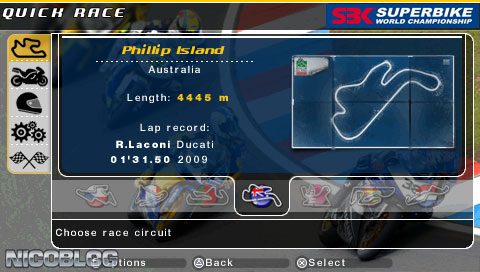 QUICK RACE
SBK SUPERBIKE
WORLD CHAMPIONSHIP
Phillip Island
Australia
Length: 4445 m
Lap record:
R.Laconi Ducati
01'31.50 2009
Choose race circuit
Options
Back
Select
NICOBLOG